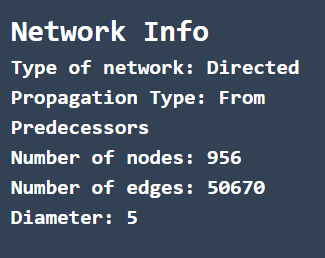 Network Info
Type of network: Directed
Propagation Type: From
Predecessors
Number of nodes: 956
Number of edges: 50670
Diameter: 5